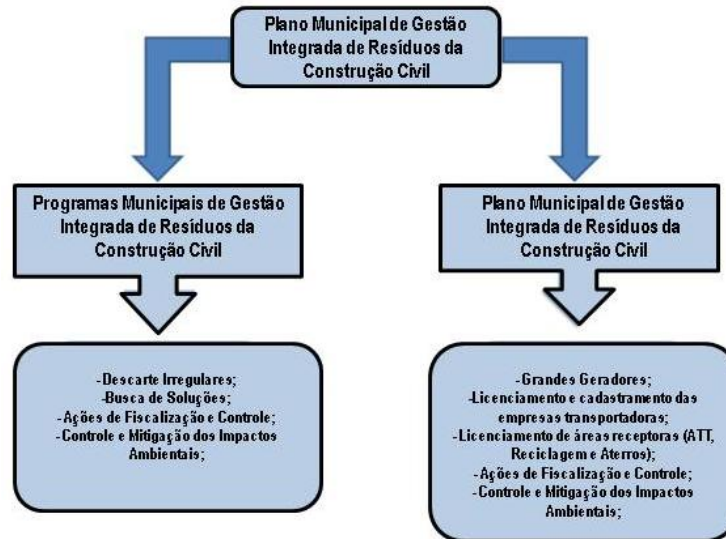 Plano Municipal de Gestão
Integrada de Resíduos da
Construção Civil
Programas Municipais de Gestão
Integrada de Resíduos da
Construção Civil
Plano Municipal de Gestão
Integrada de Resíduos da
Construção Civil
-Descarte Irregulares;
-Busca de Soluções;
-Ações de Fiscalização e Controle;
-Controle e Mitigação dos Impactos
Ambientais;
-Grandes Geradores;
-Licenciamento e cadastramento das
empresas transportadoras;
-Licenciamento de áreas receptoras (ATT,
Reciclagem e Aterros);
-Ações de Fiscalização e Controle;
-Controle e Mitigação dos Impactos
Ambientais;